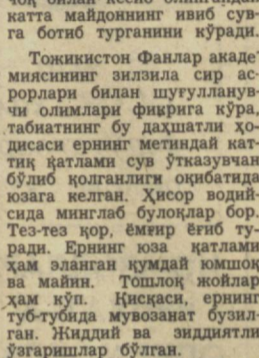 катта майдоннинг ивиб сув-
га ботиб турганини кўради.
Тожикистон Фанлар акаде-
миясининг зилзила сир ас-
рорлари билан шуғулланув-
чи олимлари фикрига кўра,
табиатнинг бу даҳшатли ҳо-
дисаси ернинг метиндай кат-
тиқ қатлами сув ўтказувчан
бўлиб қолганлиги оқибатида
юзага келган. Ҳисор водий-
сида минглаб булоқлар бор.
Тез-тез қор, ёмғир ёғиб ту-
ради. Ернинг юза қатлами
ҳам эланган қумдай юмшоқ
ва майин. Тошлоқ жойлар
ҳам кўп. Қисқаси, ернинг
туб-тубида мувозанат бузил-
ган. Жиддий ва зиддиятли
ўзгаришлар бўлган.